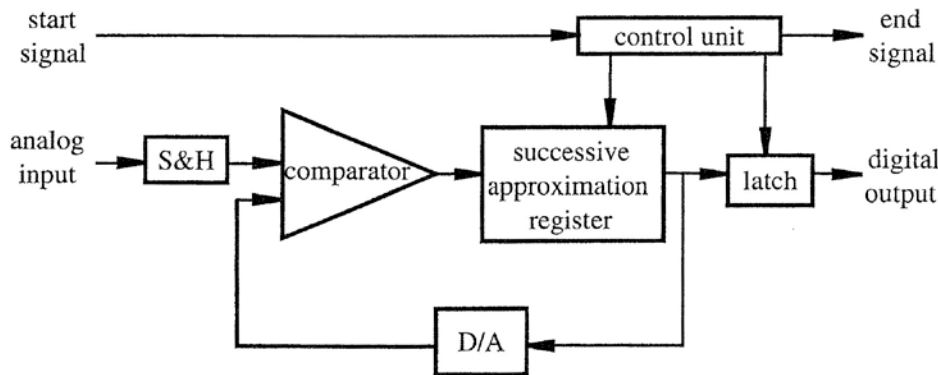 start
signal
control unit
end
signal
analog
input
S&H
comparator
successive
approximation
register
latch
digital
output
D/A